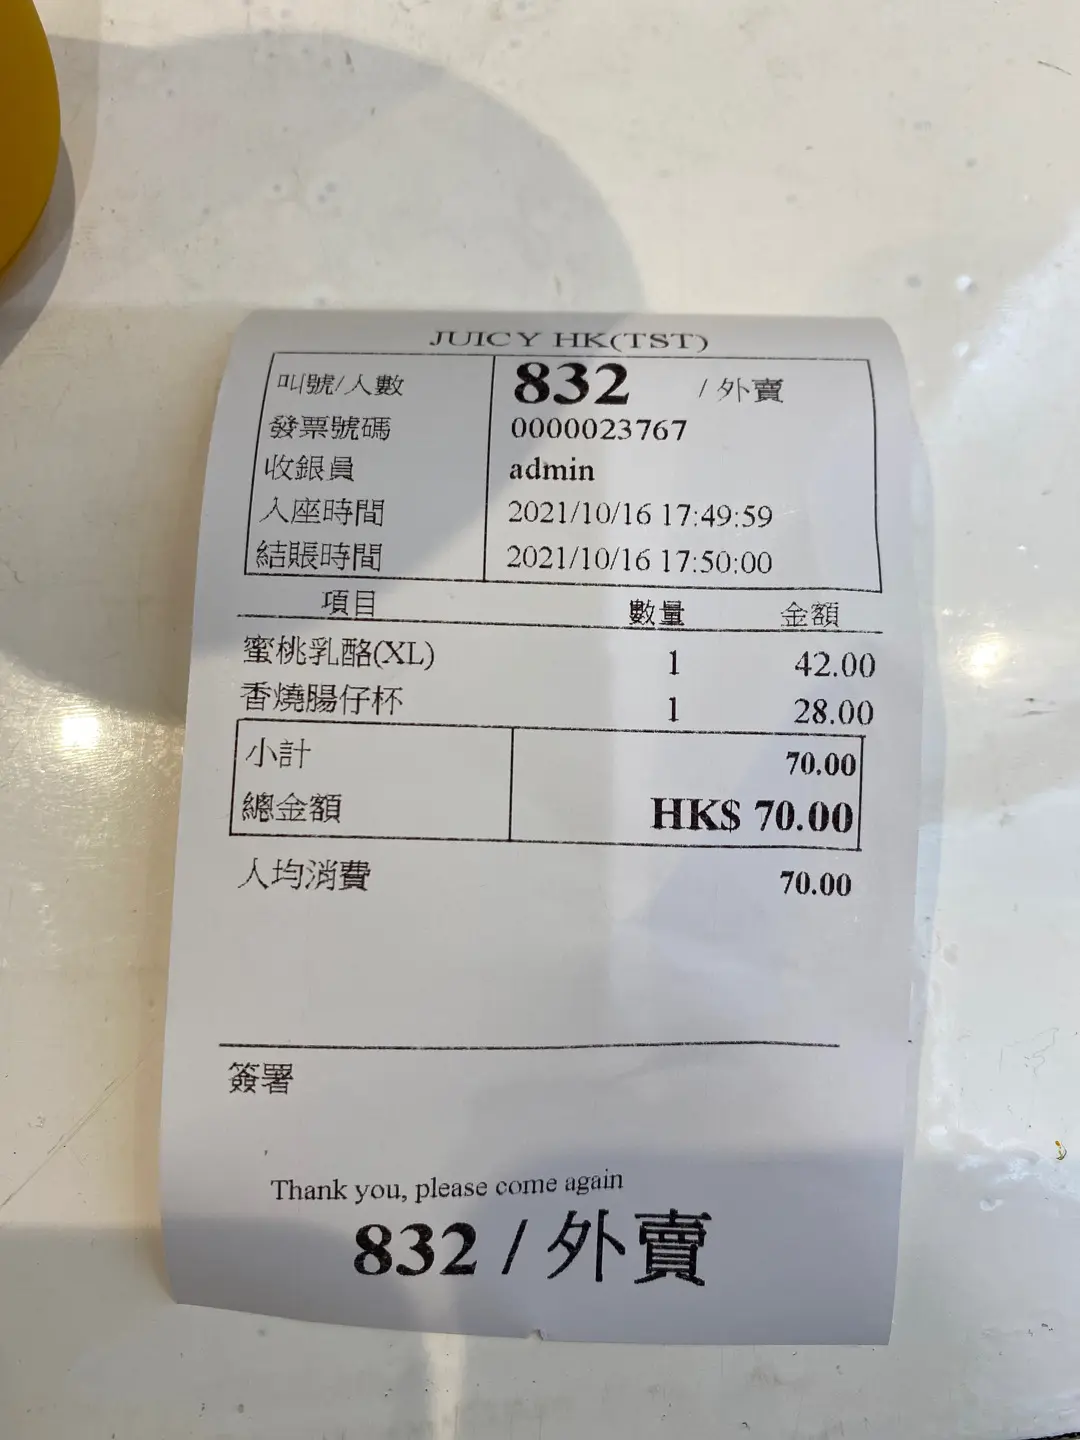 JUICY HK(TST)
叫號/人數 832 / 外賣
發票號碼 0000023767
收銀員 admin
入座時間 2021/10/16 17:49:59
結賬時間 2021/10/16 17:50:00
項目 數量 金額
蜜桃乳酪(XL) 1 42.00
香燒腸仔杯 1 28.00
小計 70.00
總金額 HK$ 70.00
人均消費 70.00
簽署
Thank you, please come again
832 / 外賣